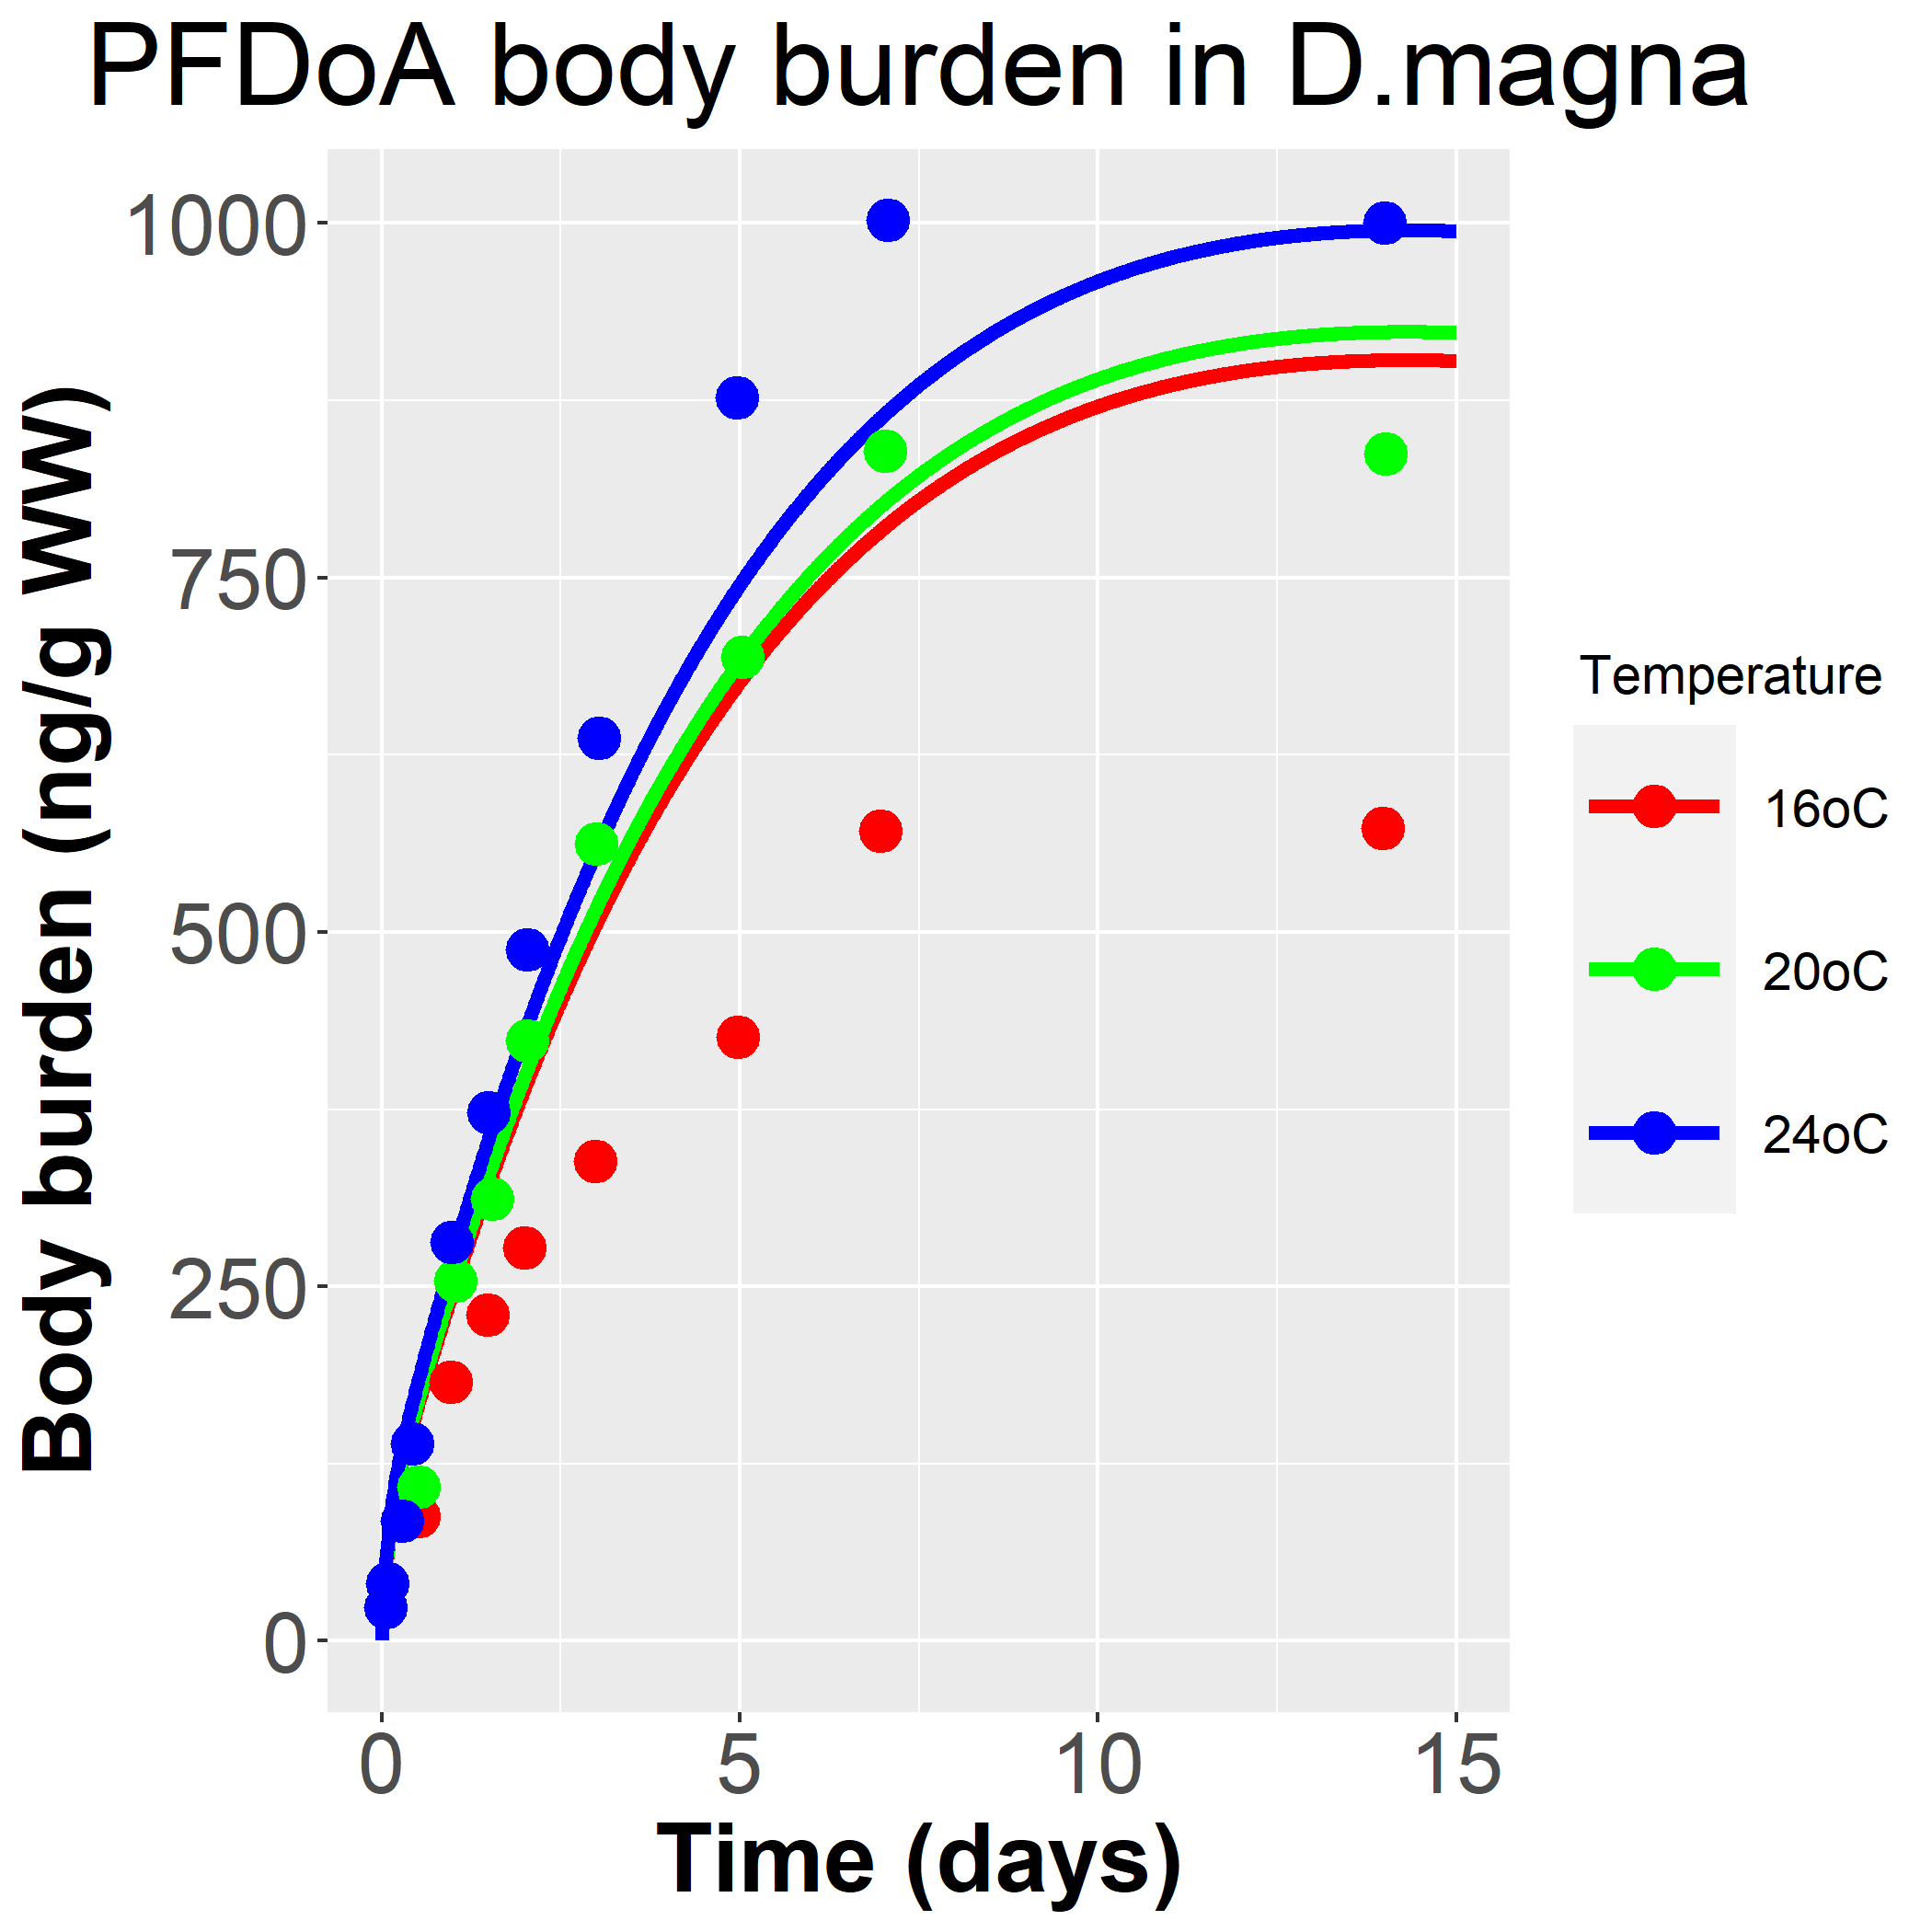 PFDoA body burden in D.magna
Body burden (ng/g WW)
1000
750
500
250
0
0 5 10 15
Time (days)
Temperature
16oC
20oC
24oC